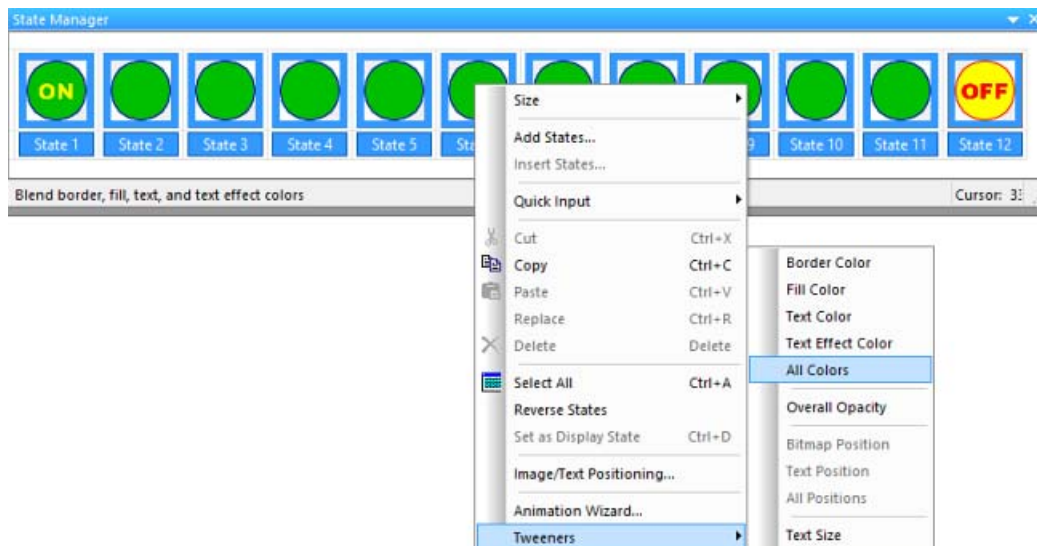 State Manager
ON
OFF
State 1
State 2
State 3
State 4
State 5
State 10
State 11
State 12
Blend border, fill, text, and text effect colors
Cursor:
Size
Add States...
Insert States...
Quick Input
Cut Ctrl+X
Copy Ctrl+C
Paste Ctrl+V
Replace Ctrl+R
Delete Delete
Select All Ctrl+A
Reverse States
Set as Display State Ctrl+D
Image/Text Positioning...
Animation Wizard...
Tweeners
Border Color
Fill Color
Text Color
Text Effect Color
All Colors
Overall Opacity
Bitmap Position
Text Position
All Positions
Text Size